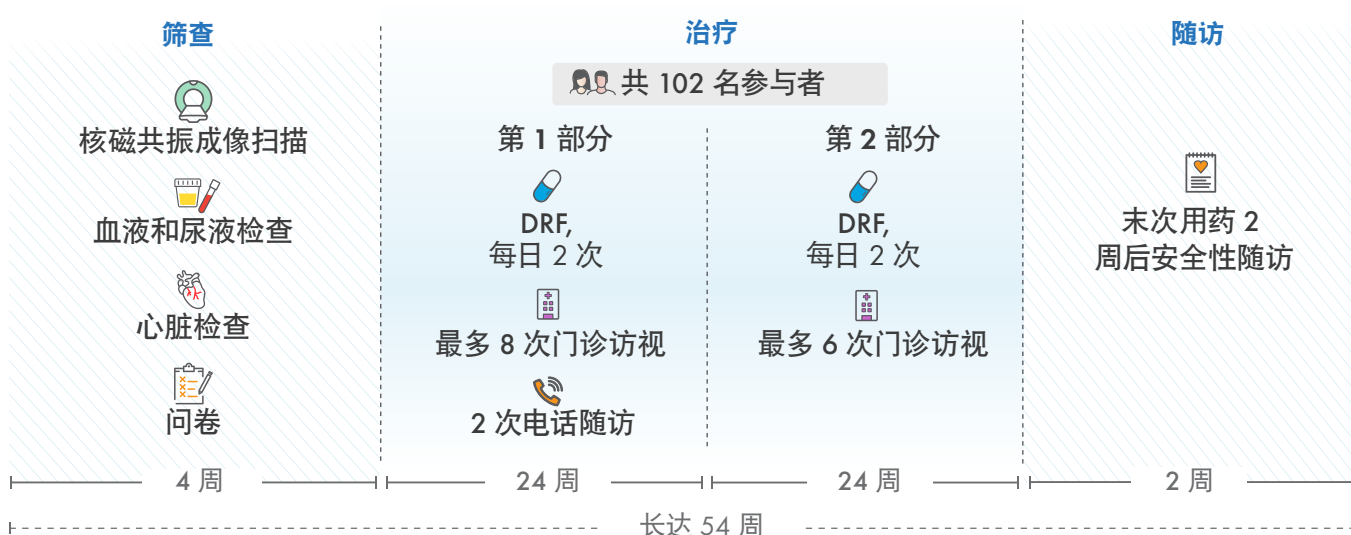 筛查
治疗
随访
共 102 名参与者
核磁共振成像扫描
血液和尿液检查
心脏检查
问卷
第 1 部分
DRF,
每日 2 次
最多 8 次门诊访视
2 次电话随访
第 2 部分
DRF,
每日 2 次
最多 6 次门诊访视
末次用药 2
周后安全性随访
4 周
24 周
24 周
2 周
长达 54 周